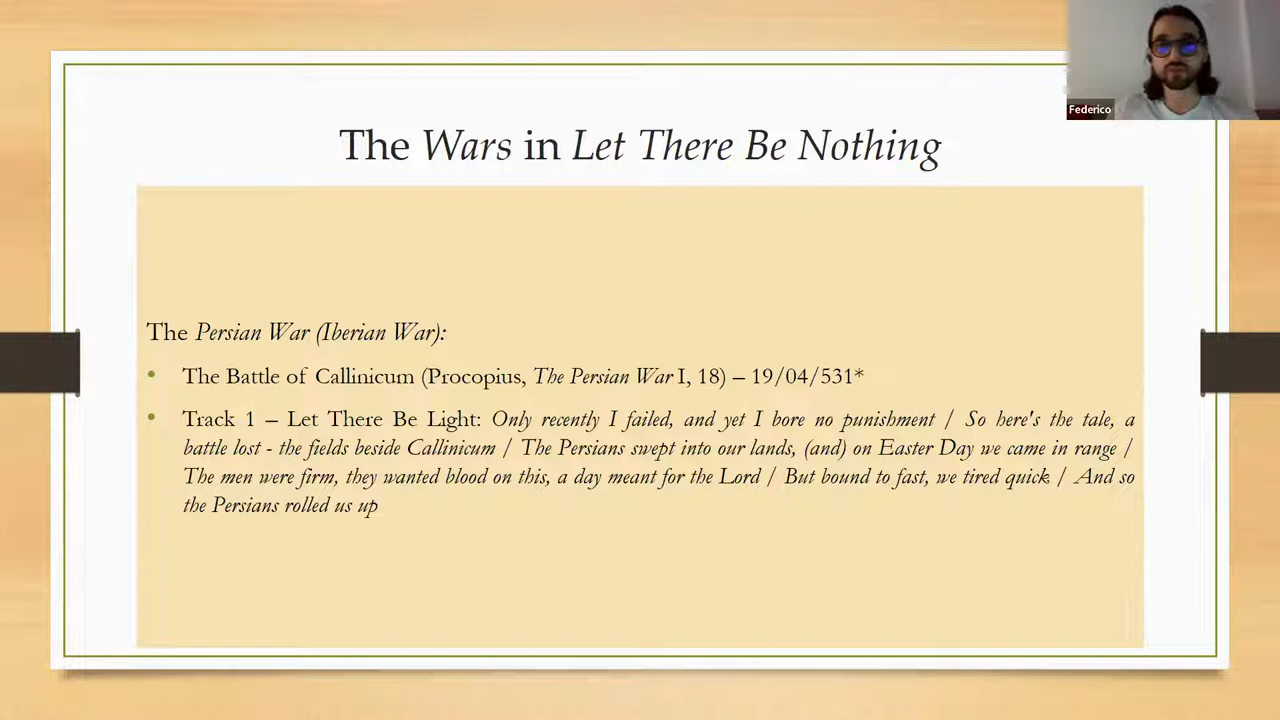 Federico
The Wars in Let There Be Nothing
The Persian War (Iberian War):
• The Battle of Callinicum (Procopius, The Persian War I, 18) – 19/04/531*
• Track 1 – Let There Be Light: Only recently I failed, and yet I bore no punishment / So here's the tale, a
battle lost - the fields beside Callinicum / The Persians swept into our lands, (and) on Easter Day we came in range /
The men were firm, they wanted blood on this, a day meant for the Lord / But bound to fast, we tired quick / And so
the Persians rolled us up